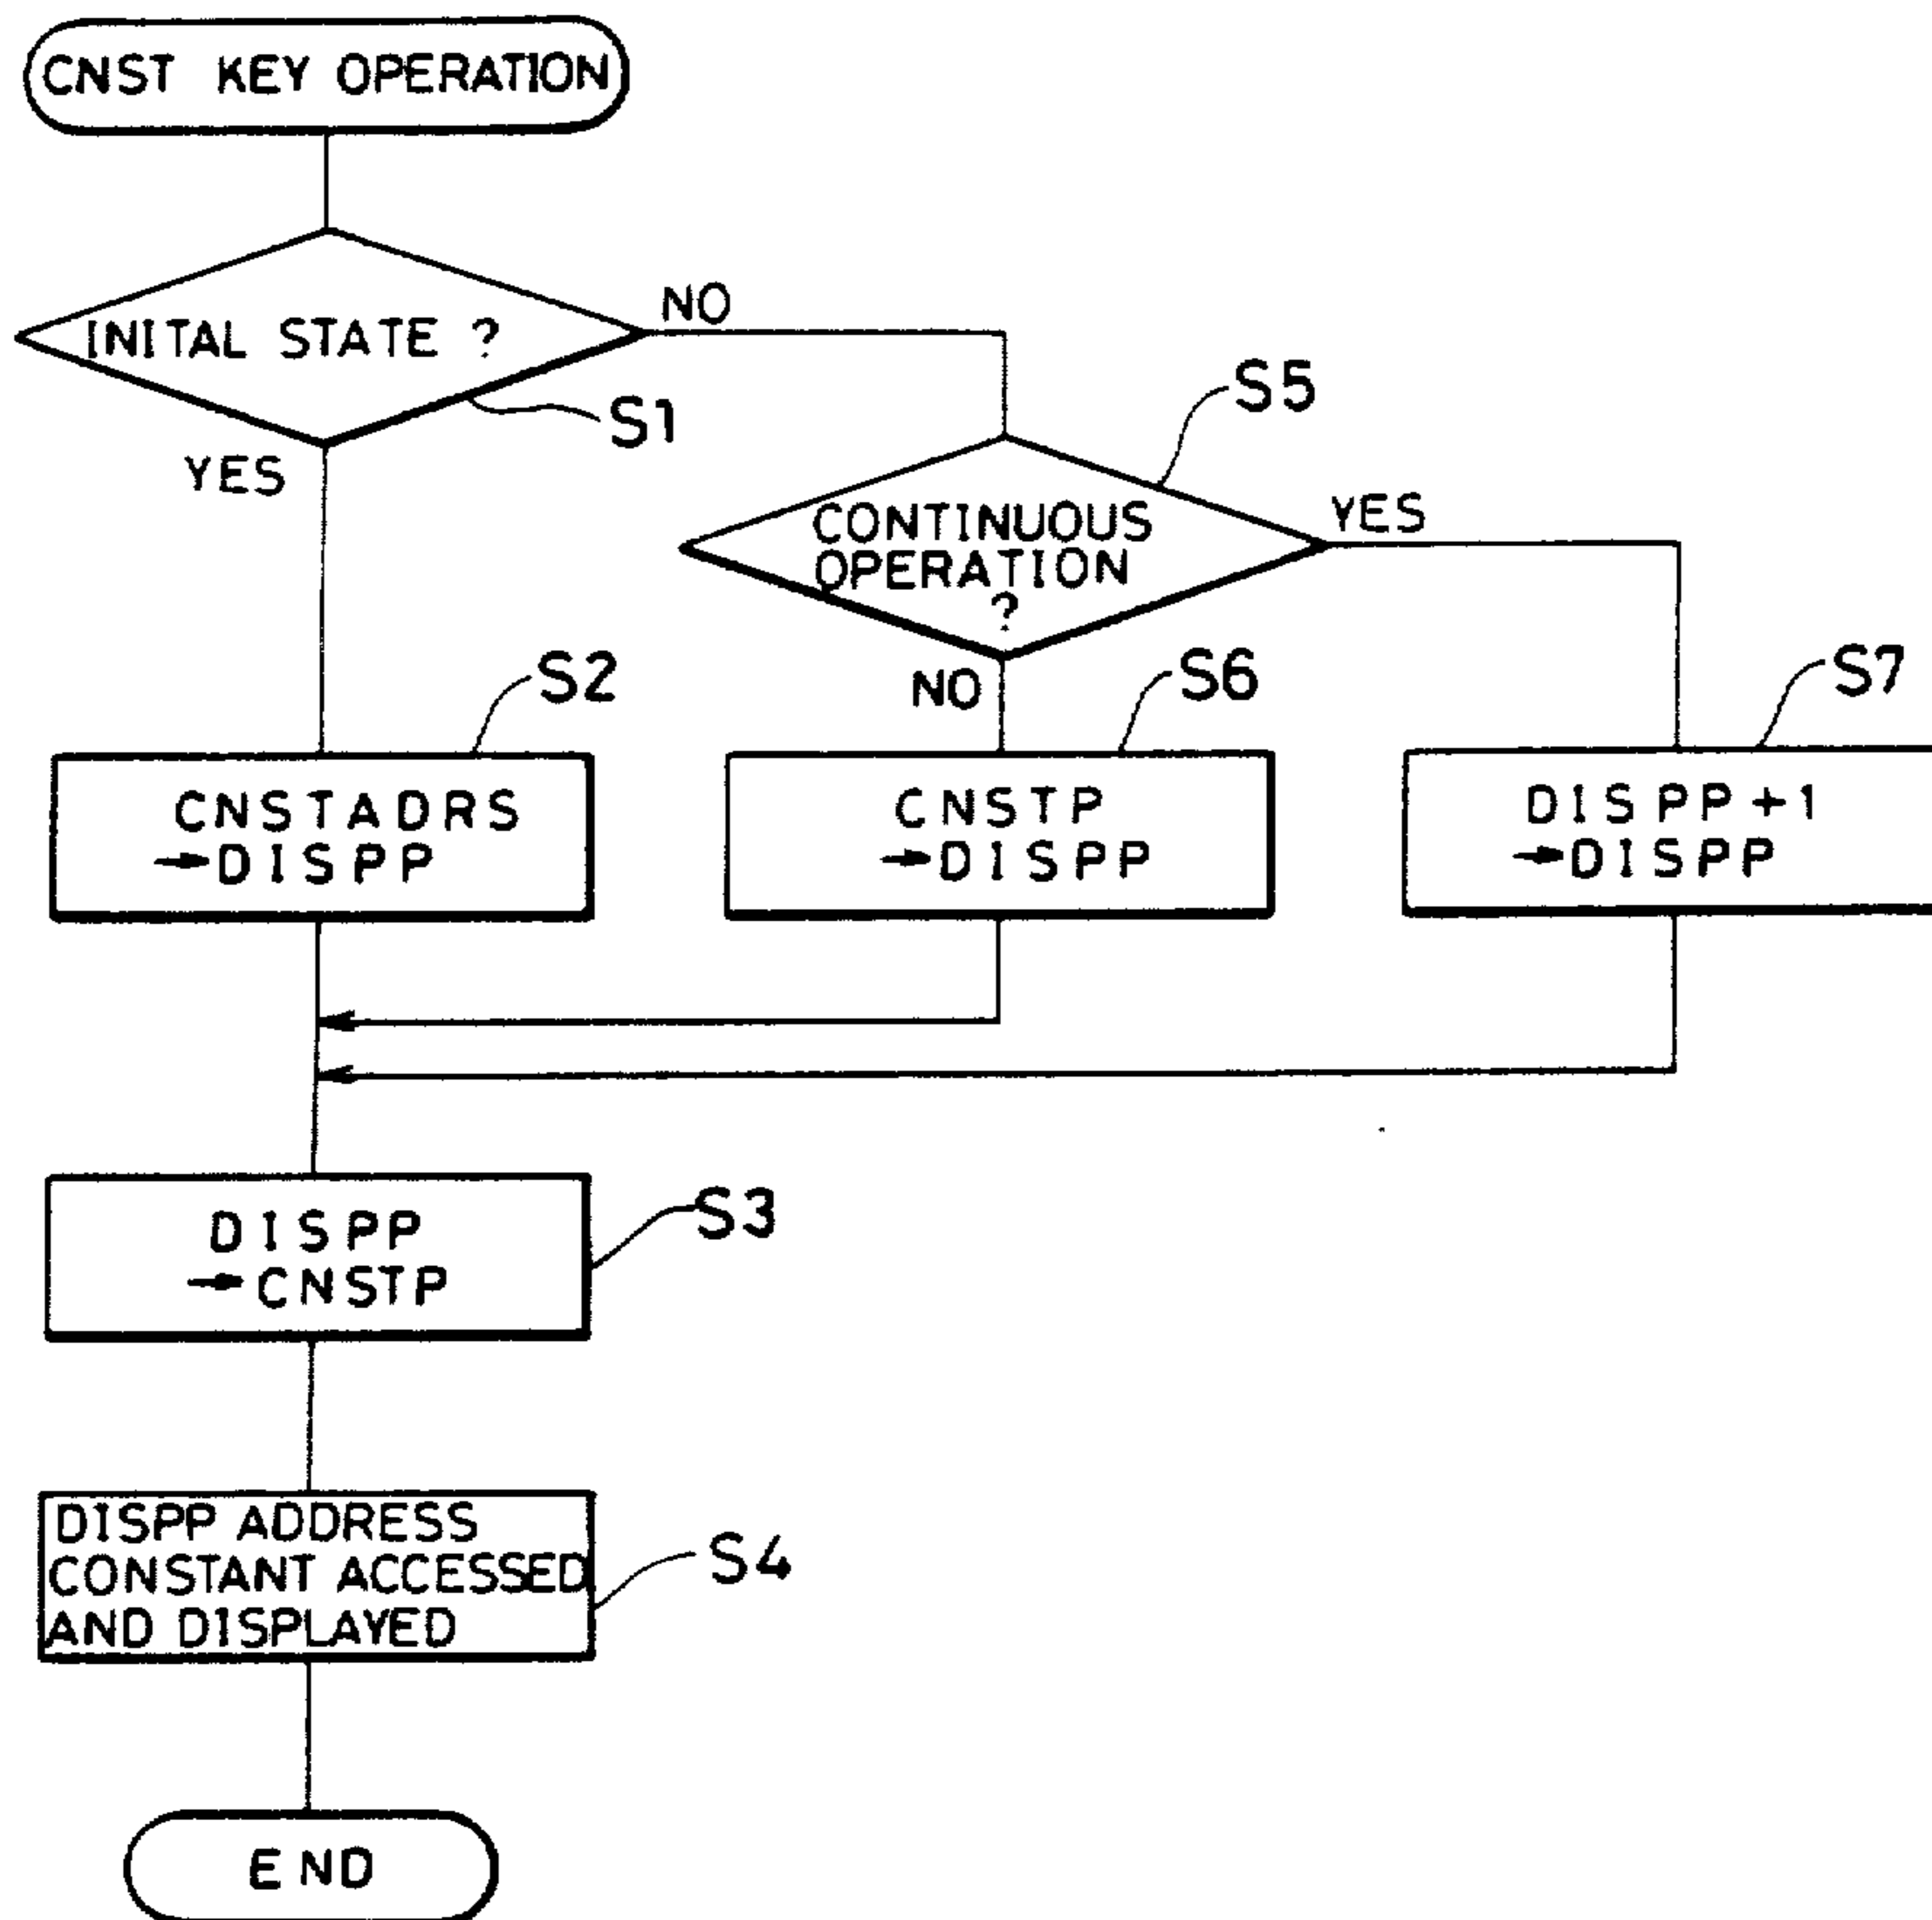 CNST KEY OPERATION
INITAL STATE ?
NO
S1
YES
S5
CONTINUOUS
OPERATION
?
YES
NO
S2
S6
S7
CNSTADRS
→DISPP
CNSTP
→DISPP
DISPP+1
→DISPP
DISPP
→CNSTP
S3
DISPP ADDRESS
CONSTANT ACCESSED
AND DISPLAYED
S4
END